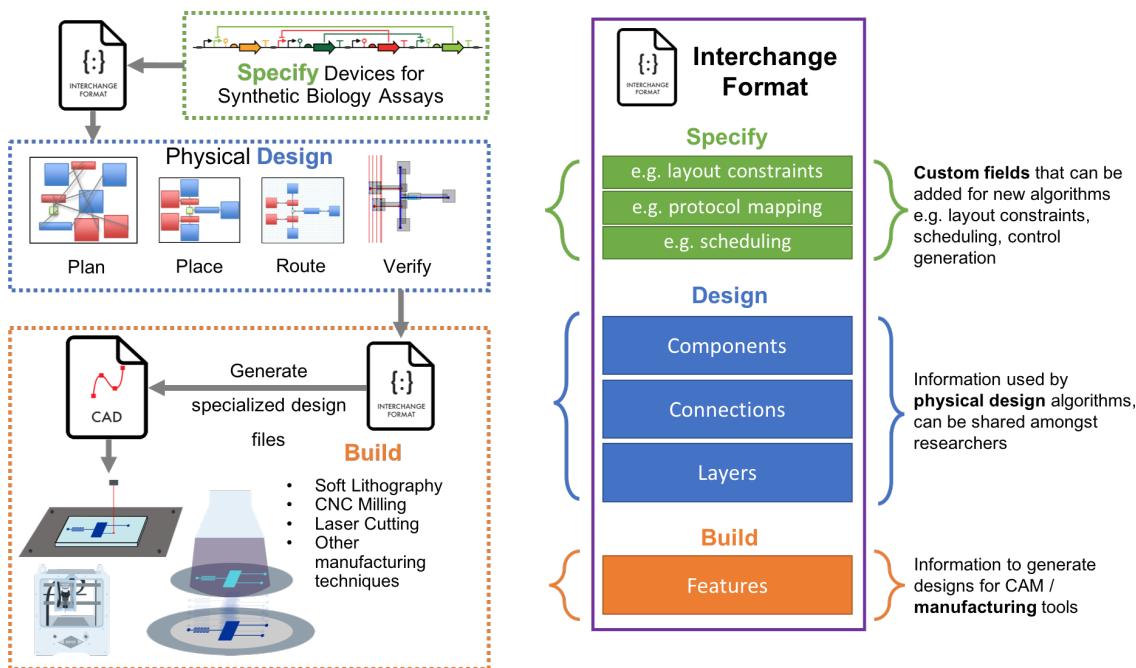 {:}
INTERCHANGE
FORMAT
Specify Devices for
Synthetic Biology Assays
Physical Design
Plan
Place
Route
Verify
CAD
Generate
specialized design
files
{:}
INTERCHANGE
FORMAT
Build
• Soft Lithography
• CNC Milling
• Laser Cutting
• Other
manufacturing
techniques
{:}
INTERCHANGE
FORMAT
Interchange
Format
Specify
e.g. layout constraints
e.g. protocol mapping
e.g. scheduling
Custom fields that can be
added for new algorithms
e.g. layout constraints,
scheduling, control
generation
Design
Components
Connections
Layers
Information used by
physical design algorithms,
can be shared amongst
researchers
Build
Features
Information to generate
designs for CAM /
manufacturing tools